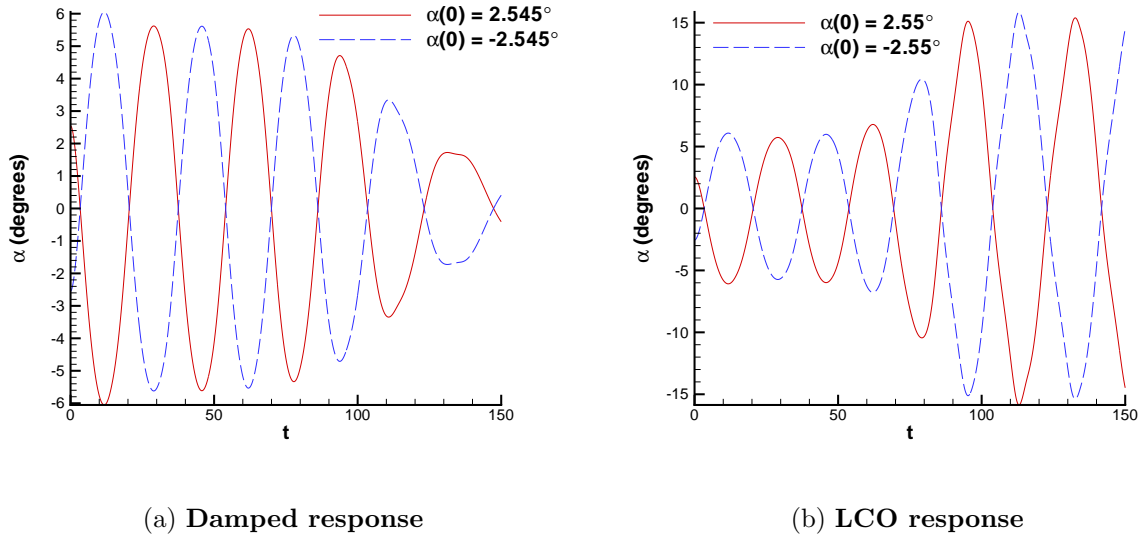 α(0) = 2.545°
α(0) = -2.545°
6
5
4
3
2
1
0
-1
-2
-3
-4
-5
-6
α (degrees)
0 50 100 150
t
(a) Damped response
α(0) = 2.55°
α(0) = -2.55°
15
10
5
0
-5
-10
-15
α (degrees)
0 50 100 150
t
(b) LCO response